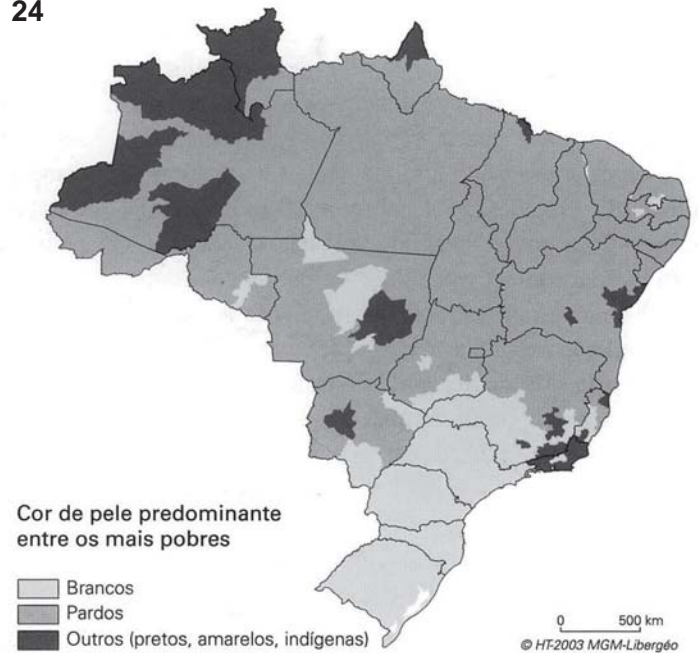 24
Cor de pele predominante
entre os mais pobres
Brancos
Pardos
Outros (pretos, amarelos, indígenas)
0 500 km
© HT-2003 MGM-Libergéo